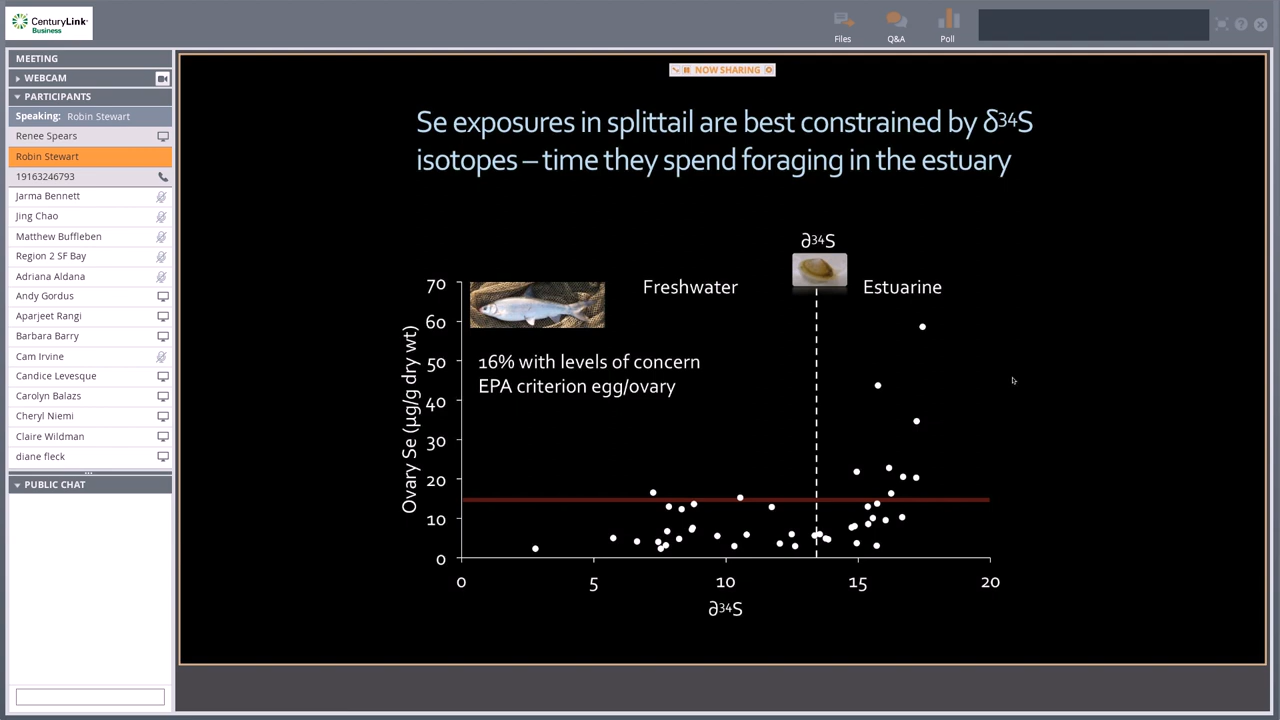 CenturyLink
Business
Files
Q&A
Poll
MEETING
WEBCAM
PARTICIPANTS
Speaking: Robin Stewart
Renee Spears
Robin Stewart
19163246793
Jarma Bennett
Jing Chao
Matthew Buffleben
Region 2 SF Bay
Adriana Aldana
Andy Gordus
Aparjeet Rangi
Barbara Barry
Cam Irvine
Candice Levesque
Carolyn Balazs
Cheryl Niemi
Claire Wildman
diane fleck
PUBLIC CHAT
NOW SHARING
Se exposures in splittail are best constrained by δ³⁴S
isotopes – time they spend foraging in the estuary
∂³⁴S
Freshwater
Estuarine
16% with levels of concern
EPA criterion egg/ovary
Ovary Se (µg/g dry wt)
70
60
50
40
30
20
10
0
0 5 10 15 20
∂³⁴S